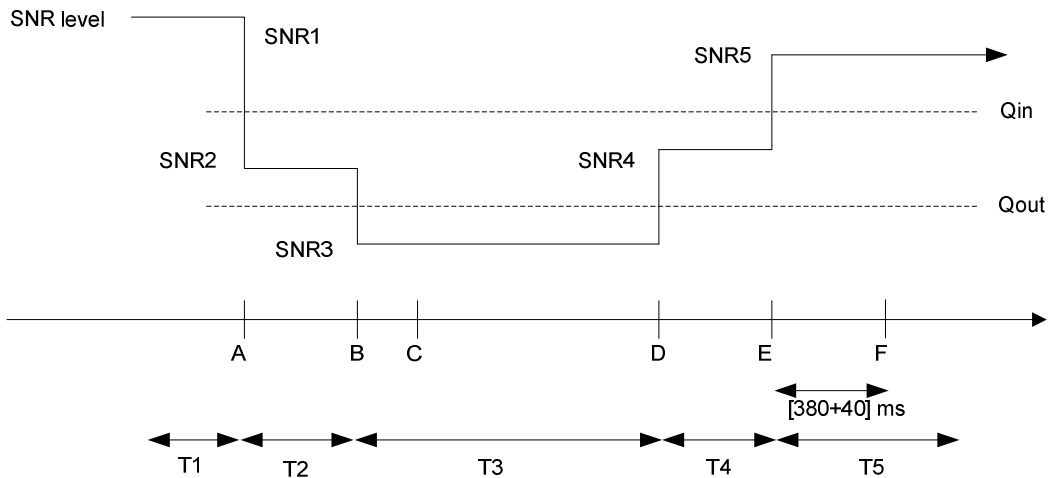 SNR level
SNR1
SNR5
Qin
SNR2
SNR4
Qout
SNR3
A
B
C
D
E
F
[380+40] ms
T1
T2
T3
T4
T5